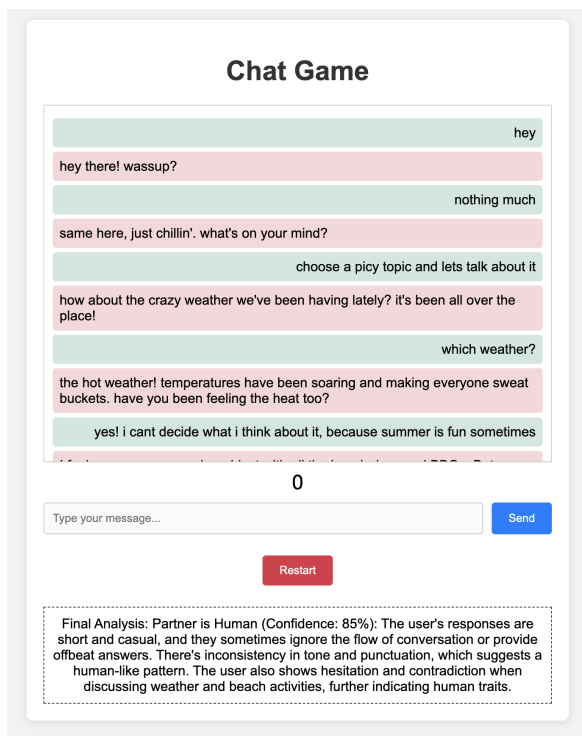 Chat Game
hey
hey there! wassup?
nothing much
same here, just chillin'. what's on your mind?
choose a picy topic and lets talk about it
how about the crazy weather we've been having lately? it's been all over the
place!
which weather?
the hot weather! temperatures have been soaring and making everyone sweat
buckets. have you been feeling the heat too?
yes! i cant decide what i think about it, because summer is fun sometimes
0
Type your message...
Send
Restart
Final Analysis: Partner is Human (Confidence: 85%): The user's responses are
short and casual, and they sometimes ignore the flow of conversation or provide
offbeat answers. There's inconsistency in tone and punctuation, which suggests a
human-like pattern. The user also shows hesitation and contradiction when
discussing weather and beach activities, further indicating human traits.